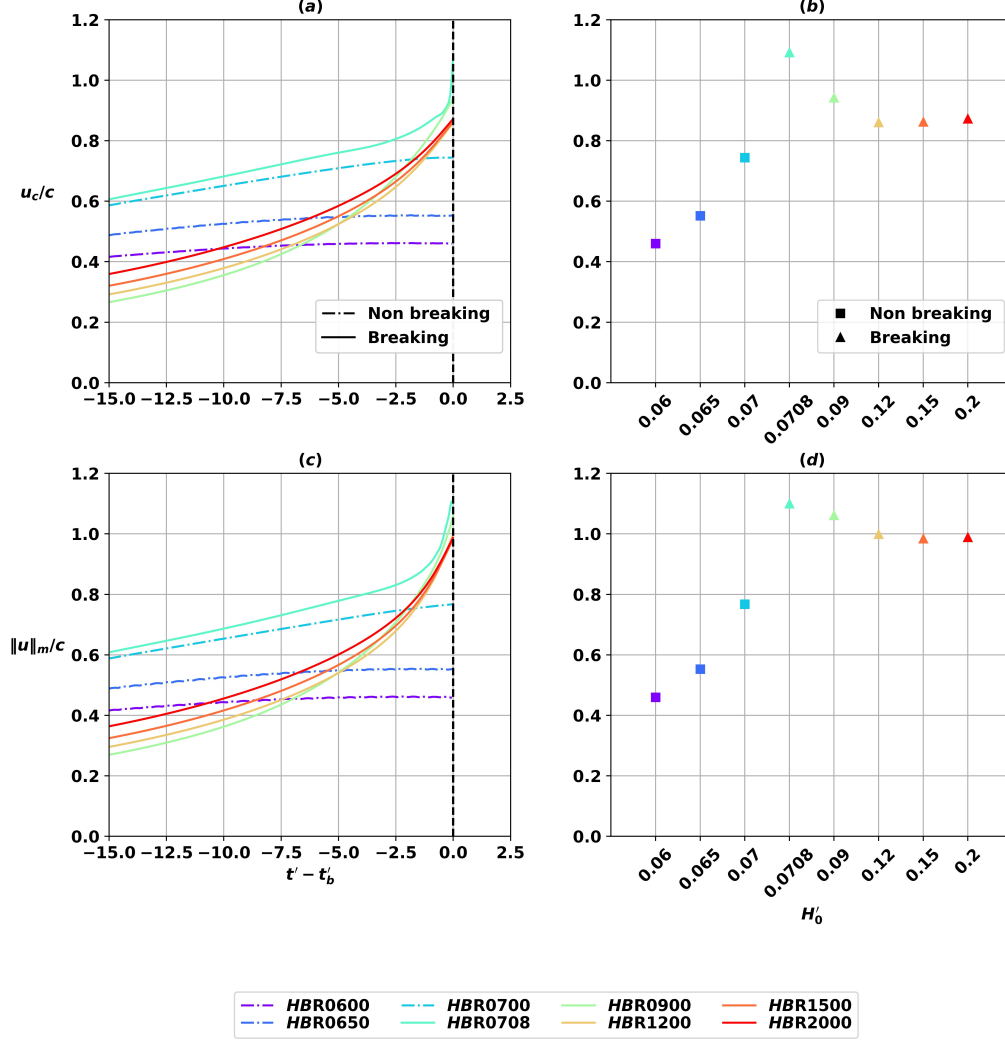 (a)
1.2
1.0
0.8
0.6
0.4
0.2
0.0
u_c/c
−15.0 −12.5 −10.0 −7.5 −5.0 −2.5 0.0 2.5
Non breaking
Breaking
(b)
1.2
1.0
0.8
0.6
0.4
0.2
0.0
0.06 0.065 0.07 0.0708 0.09 0.12 0.15 0.2
Non breaking
Breaking
(c)
1.2
1.0
0.8
0.6
0.4
0.2
0.0
‖u‖_m/c
−15.0 −12.5 −10.0 −7.5 −5.0 −2.5 0.0 2.5
t′ − t′_b
(d)
1.2
1.0
0.8
0.6
0.4
0.2
0.0
0.06 0.065 0.07 0.0708 0.09 0.12 0.15 0.2
H′_0
HBR0600 HBR0700 HBR0900 HBR1500
HBR0650 HBR0708 HBR1200 HBR2000